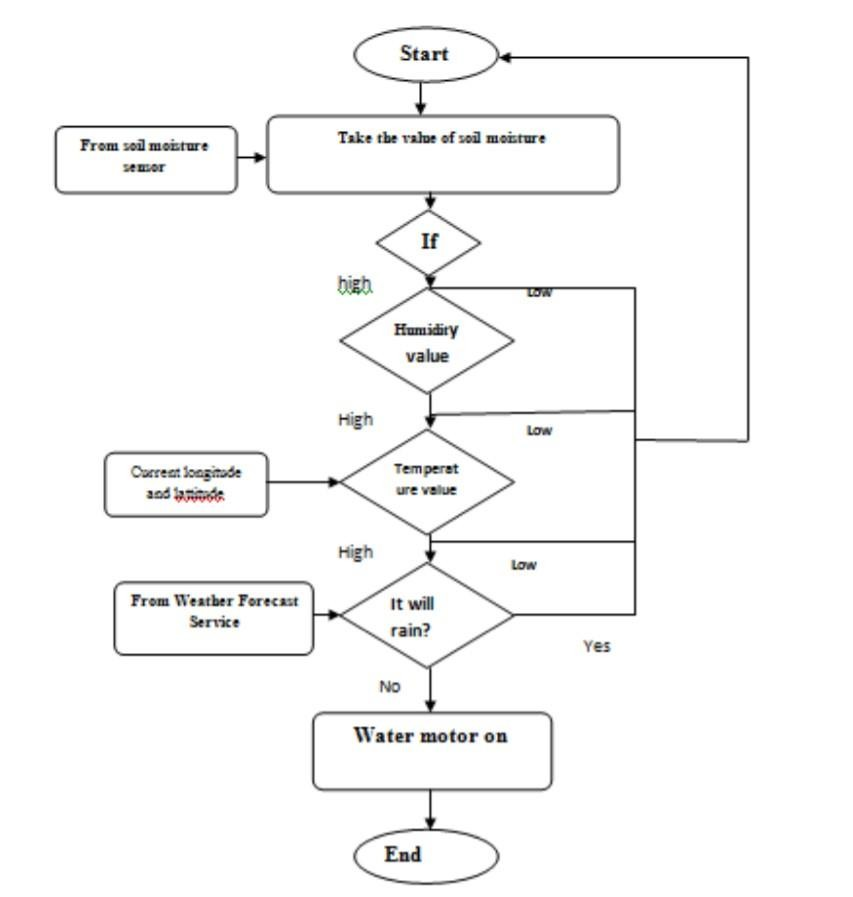 Start
Take the value of soil moisture
From soil moisture
sensor
If
high
Low
Humidity
value
High
Low
Current longitude
and latitude
Temperat
ure value
High
Low
From Weather Forecast
Service
It will
rain?
Yes
No
Water motor on
End